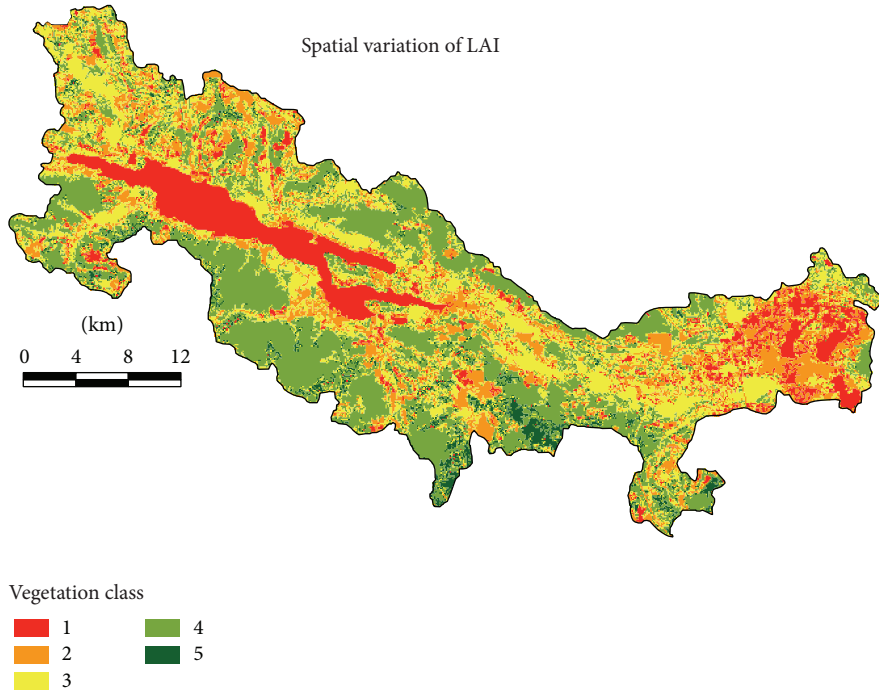 Spatial variation of LAI
(km)
0 4 8 12
Vegetation class
1 4
2 5
3